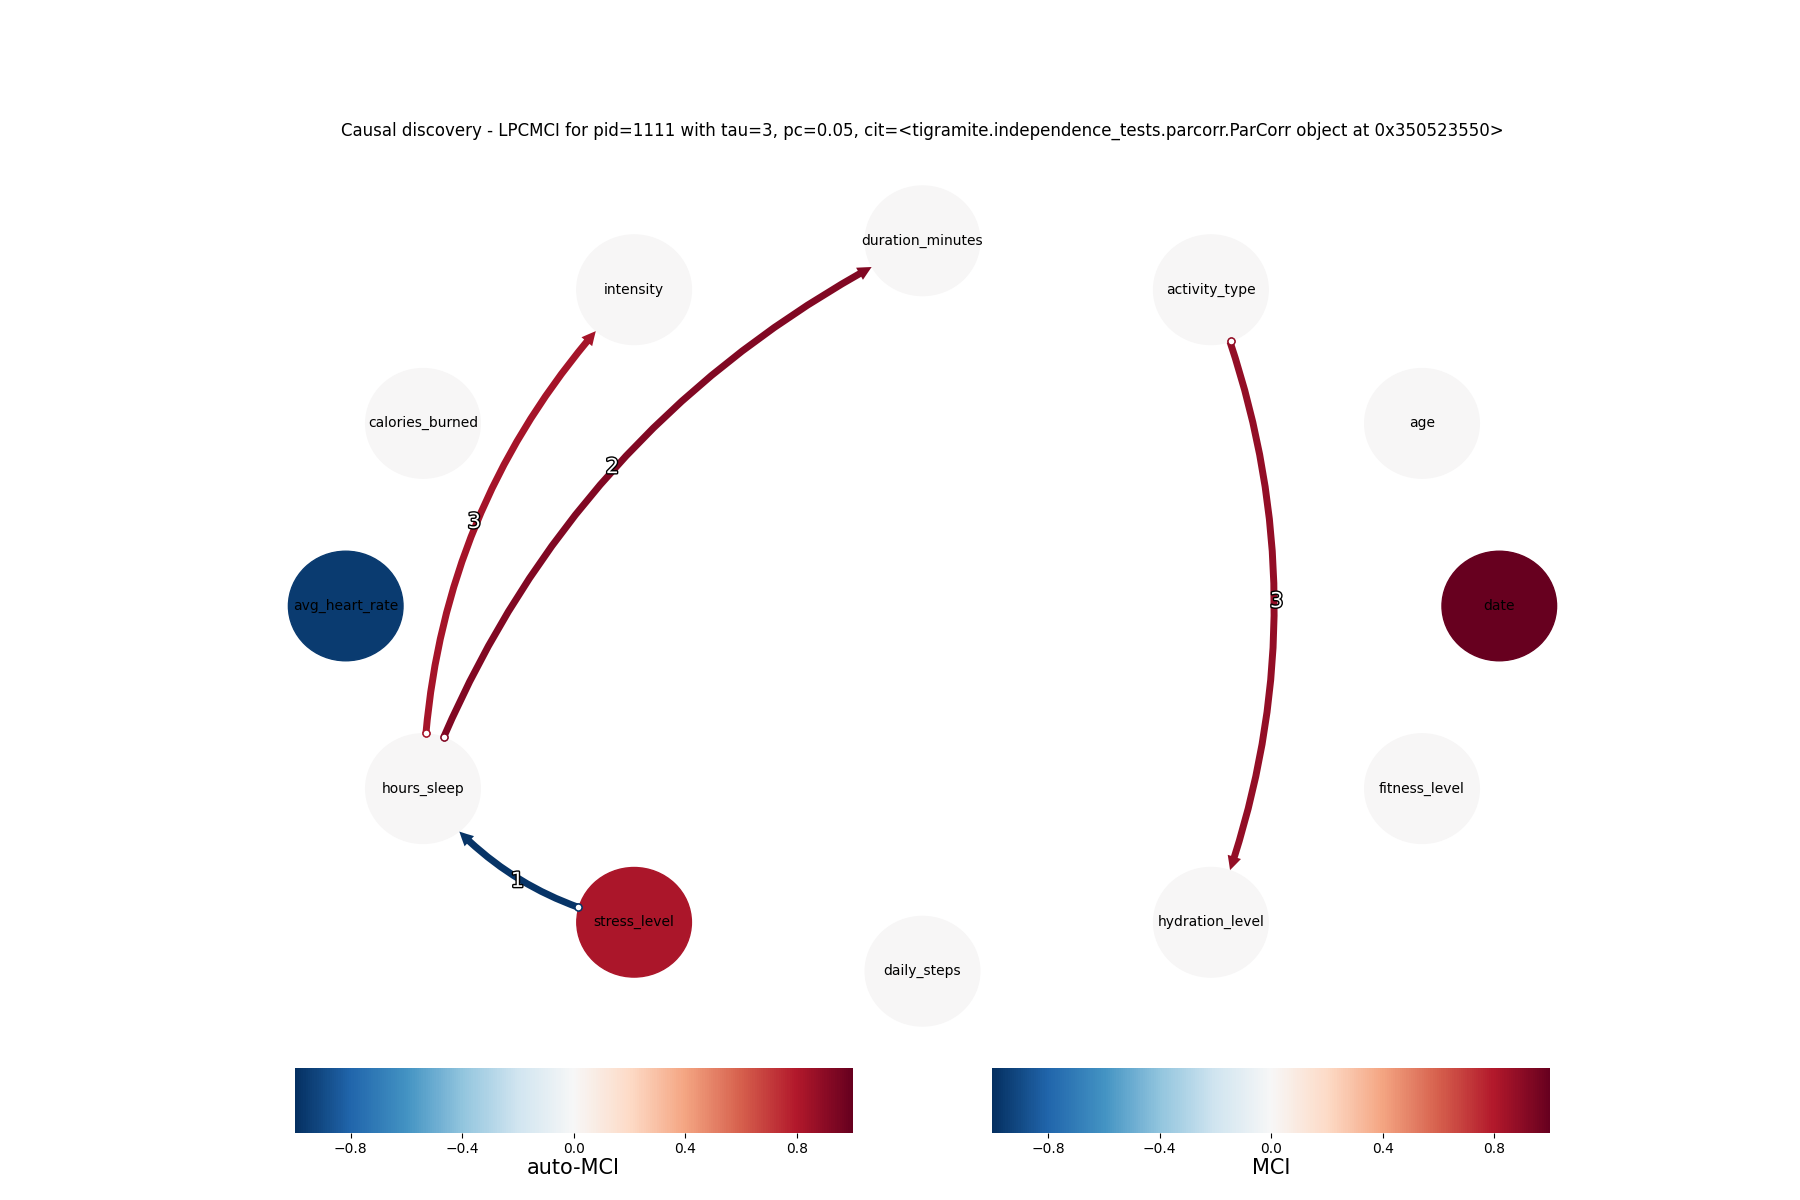 Causal discovery - LPCMCI for pid=1111 with tau=3, pc=0.05, cit=<tigramite.independence_tests.parcorr.ParCorr object at 0x350523550>
duration_minutes
intensity
activity_type
calories_burned
age
2
3
3
avg_heart_rate
date
hours_sleep
fitness_level
1
stress_level
hydration_level
daily_steps
−0.8 −0.4 0.0 0.4 0.8
auto-MCI
−0.8 −0.4 0.0 0.4 0.8
MCI